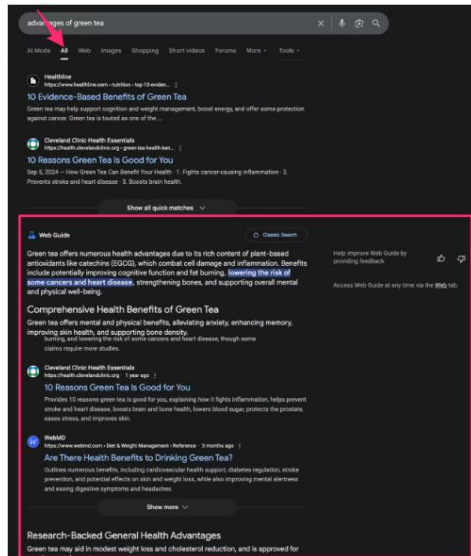 advantages of green tea
AI Mode All Web Images Shopping Short videos Forums More Tools
Healthline
https://www.healthline.com › nutrition › top-10-eviden...
10 Evidence-Based Benefits of Green Tea
Green tea may help support cognition and weight management, boost energy, and offer some protection
against cancer. Green tea is touted as one of the ...
Cleveland Clinic Health Essentials
https://health.clevelandclinic.org › green-tea-health-ben...
10 Reasons Green Tea Is Good for You
Sep 5, 2024 — How Green Tea Can Benefit Your Health · 1. Fights cancer-causing inflammation · 2.
Prevents stroke and heart disease · 3. Boosts brain health.
Show all quick matches
Web Guide
Classic Search
Green tea offers numerous health advantages due to its rich content of plant-based
antioxidants like catechins (EGCG), which combat cell damage and inflammation. Benefits
include potentially improving cognitive function and fat burning, lowering the risk of
some cancers and heart disease, strengthening bones, and supporting overall mental
and physical well-being.
Help improve Web Guide by
providing feedback
Access Web Guide at any time via the Web tab.
Comprehensive Health Benefits of Green Tea
Green tea offers mental and physical benefits, alleviating anxiety, enhancing memory,
improving skin health, and supporting bone density.
burning, and lowering the risk of some cancers and heart disease, though some
claims require more studies.
Cleveland Clinic Health Essentials
https://health.clevelandclinic.org · 1 year ago
10 Reasons Green Tea Is Good for You
Provides 10 reasons green tea is good for you, explaining how it fights inflammation, helps prevent
stroke and heart disease, boosts brain and bone health, lowers blood sugar, protects the prostate,
eases stress, and improves skin.
W
WebMD
https://www.webmd.com › Diet & Weight Management › Reference · 3 months ago
Are There Health Benefits to Drinking Green Tea?
Outlines numerous benefits, including cardiovascular health support, diabetes regulation, stroke
prevention, and potential effects on skin and weight loss, while also improving mental alertness
and easing digestive symptoms and headaches.
Show more
Research-Backed General Health Advantages
Green tea may aid in modest weight loss and cholesterol reduction, and is approved for